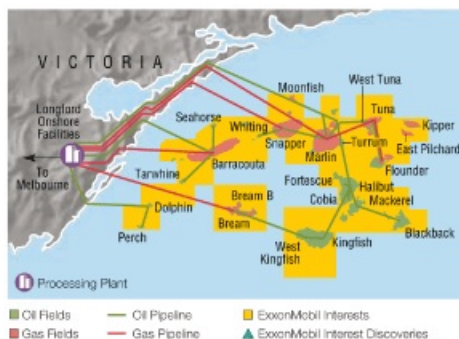 VICTORIA
Longford
Onshore
Facilities
To
Melbourne
Moonfish
West Tuna
Tuna
Seahorse
Whiting
Snapper
Kipper
East Pilchard
Marlin
Turrum
Flounder
Barracouta
Tarwhine
Fortescue
Halibut
Cobia
Mackerel
Dolphin
Bream B
Blackback
Perch
Bream
West
Kingfish
Kingfish
Processing Plant
Oil Fields
Oil Pipeline
ExxonMobil Interests
Gas Fields
Gas Pipeline
ExxonMobil Interest Discoveries